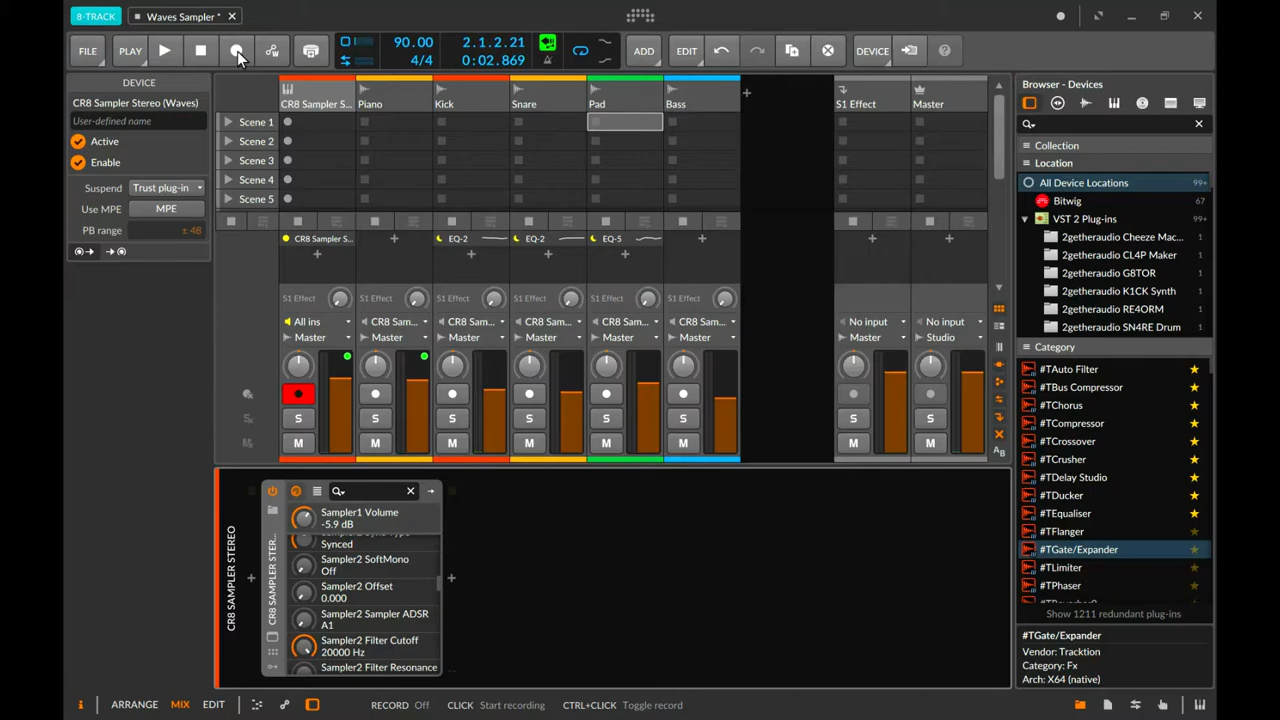 8-TRACK
Waves Sampler *
FILE
PLAY
90.00
4/4
2.1.2.21
0:02.869
ADD
EDIT
DEVICE
DEVICE
CR8 Sampler Stereo (Waves)
User-defined name
Active
Enable
Suspend Trust plug-in
Use MPE MPE
PB range ± 48
CR8 Sampler S... Piano Kick Snare Pad Bass S1 Effect Master
Scene 1
Scene 2
Scene 3
Scene 4
Scene 5
CR8 Sampler S... EQ-2 EQ-2 EQ-5
S1 Effect S1 Effect S1 Effect S1 Effect S1 Effect S1 Effect
All ins CR8 Sam... CR8 Sam... CR8 Sam... CR8 Sam... CR8 Sam... No input No input
Master Master Master Master Master Master Master Studio
S S S S S S S S
M M M M M M M M
AB
CR8 SAMPLER STEREO
CR8 SAMPLER STER...
Sampler1 Volume
-5.9 dB
Synced
Sampler2 SoftMono
Off
Sampler2 Offset
0.000
Sampler2 Sampler ADSR
A1
Sampler2 Filter Cutoff
20000 Hz
Sampler2 Filter Resonance
Browser - Devices
Collection
Location
All Device Locations 99+
Bitwig 67
VST 2 Plug-ins 99+
2getheraudio Cheeze Mac... 1
2getheraudio CL4P Maker 1
2getheraudio G8TOR 1
2getheraudio K1CK Synth 1
2getheraudio RE4ORM 1
2getheraudio SN4RE Drum 1
Category
#TAuto Filter
#TBus Compressor
#TChorus
#TCompressor
#TCrossover
#TCrusher
#TDelay Studio
#TDucker
#TEqualiser
#TFlanger
#TGate/Expander
#TLimiter
#TPhaser
Show 1211 redundant plug-ins
#TGate/Expander
Vendor: Tracktion
Category: Fx
Arch: X64 (native)
i ARRANGE MIX EDIT RECORD Off CLICK Start recording CTRL+CLICK Toggle record